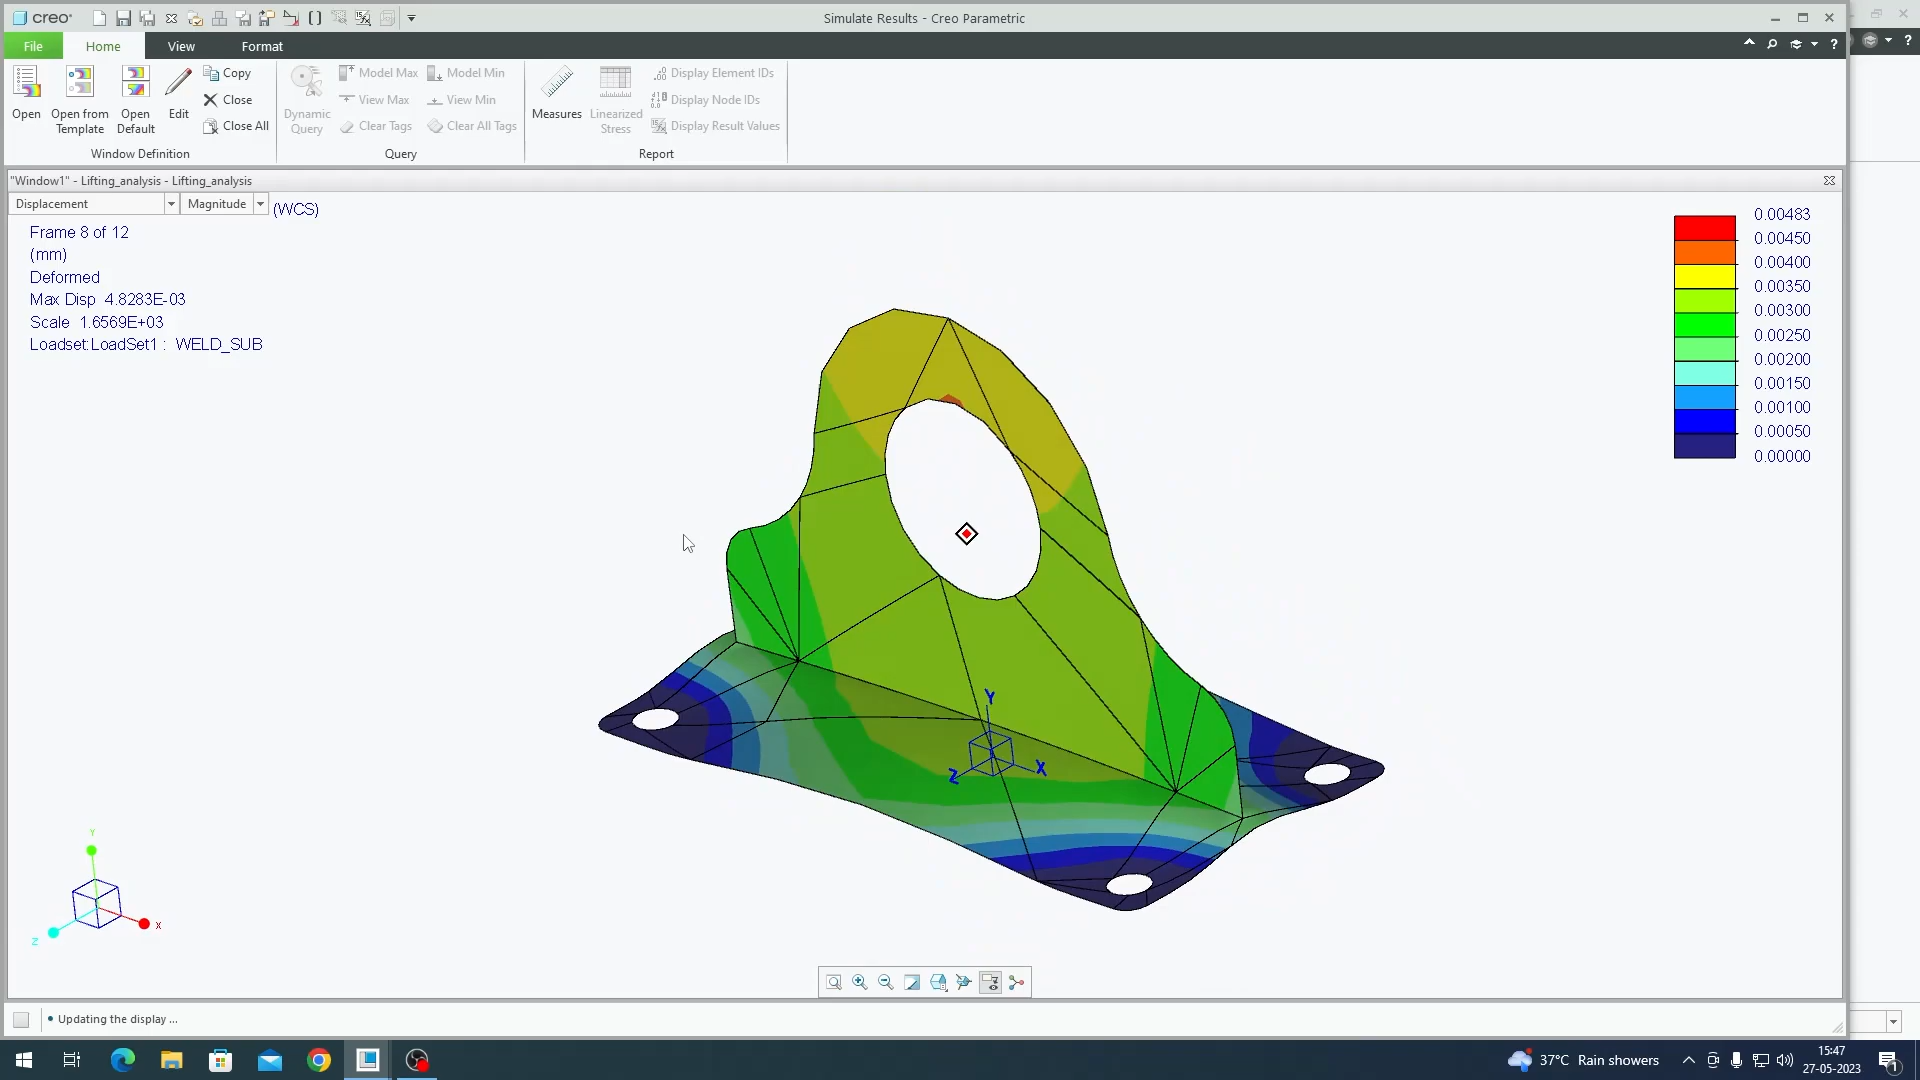 creo
Simulate Results - Creo Parametric
File
Home
View
Format
Open
Open from Template
Open Default
Edit
Copy
Close
Close All
Window Definition
Dynamic Query
Model Max
Model Min
View Max
View Min
Clear Tags
Clear All Tags
Query
Measures
Linearized Stress
Display Element IDs
Display Node IDs
Display Result Values
Report
"Window1" - Lifting_analysis - Lifting_analysis
Displacement
Magnitude
(WCS)
Frame 8 of 12
(mm)
Deformed
Max Disp 4.8283E-03
Scale 1.6569E+03
Loadset:LoadSet1 : WELD_SUB
0.00483
0.00450
0.00400
0.00350
0.00300
0.00250
0.00200
0.00150
0.00100
0.00050
0.00000
Y
Z
X
Y
Z
X
Updating the display ...
37°C Rain showers
15:47
27-05-2023
1